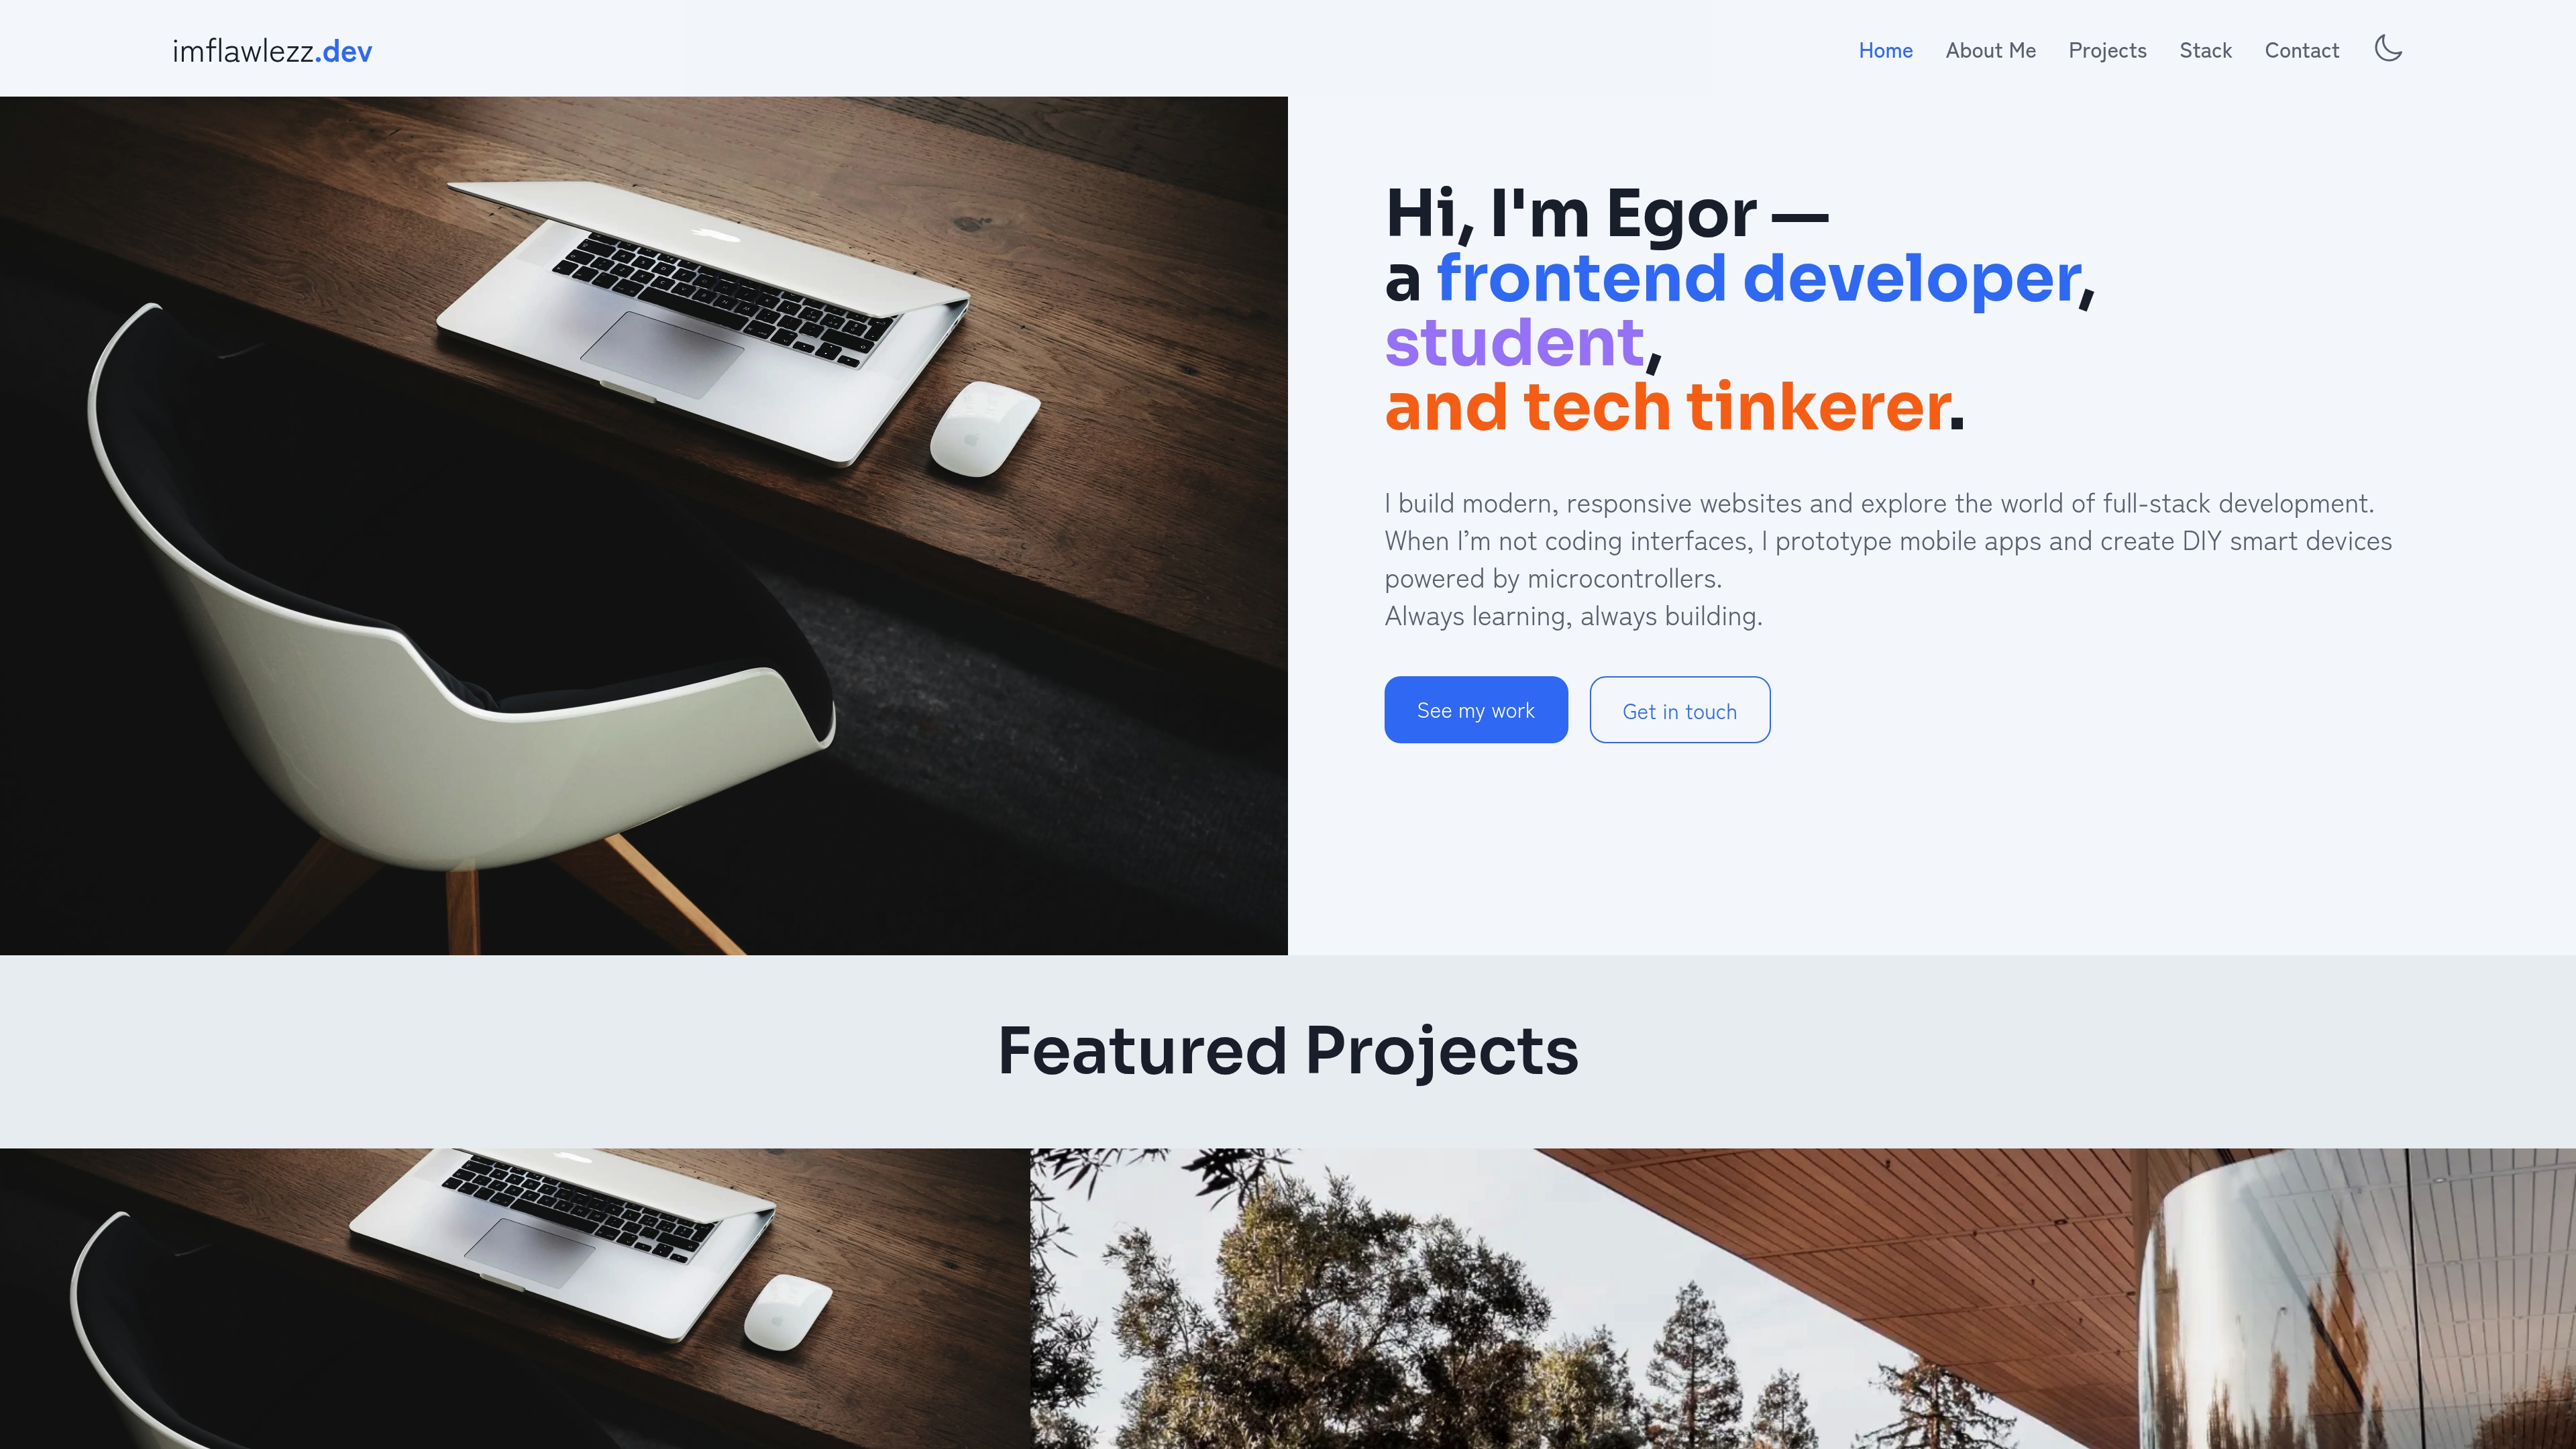 imflawlezz.dev
Home About Me Projects Stack Contact
Hi, I'm Egor —
a frontend developer,
student,
and tech tinkerer.
I build modern, responsive websites and explore the world of full-stack development.
When I’m not coding interfaces, I prototype mobile apps and create DIY smart devices
powered by microcontrollers.
Always learning, always building.
See my work
Get in touch
Featured Projects